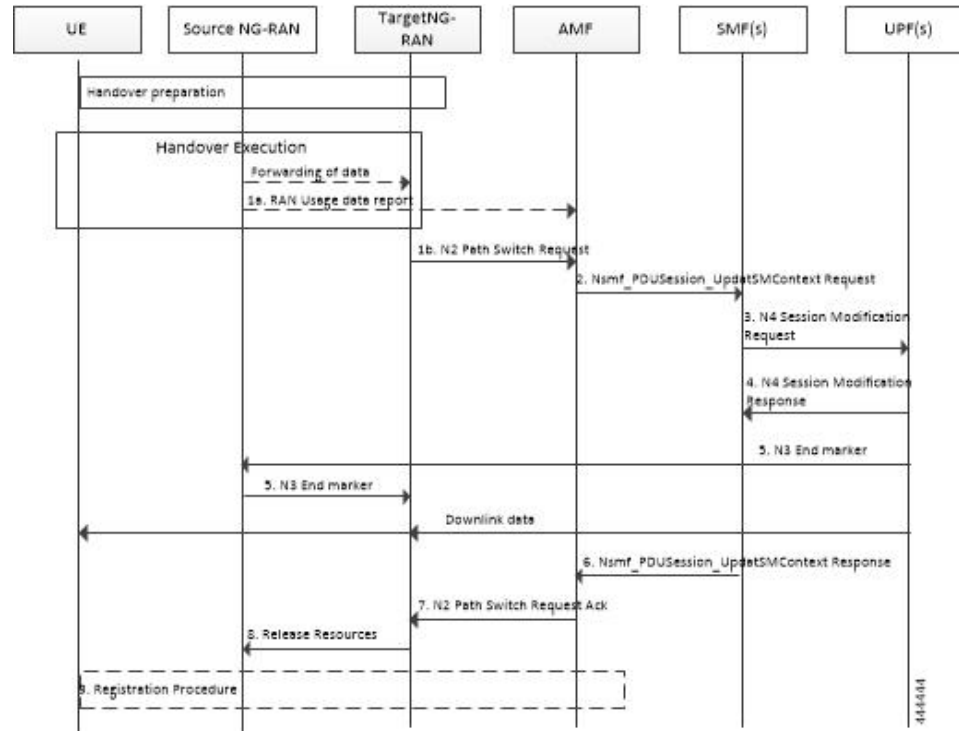 UE
Source NG-RAN
TargetNG-
RAN
AMF
SMF(s)
UPF(s)
Handover preparation
Handover Execution
Forwarding of data
1a. RAN Usage data report
1b. N2 Path Switch Request
2. Nsmf_PDUSession_UpdatSMContext Request
3. N4 Session Modification
Request
4. N4 Session Modification
Response
5. N3 End marker
5. N3 End marker
Downlink data
6. Nsmf_PDUSession_UpdatSMContext Response
7. N2 Path Switch Request Ack
8. Release Resources
9. Registration Procedure
444444